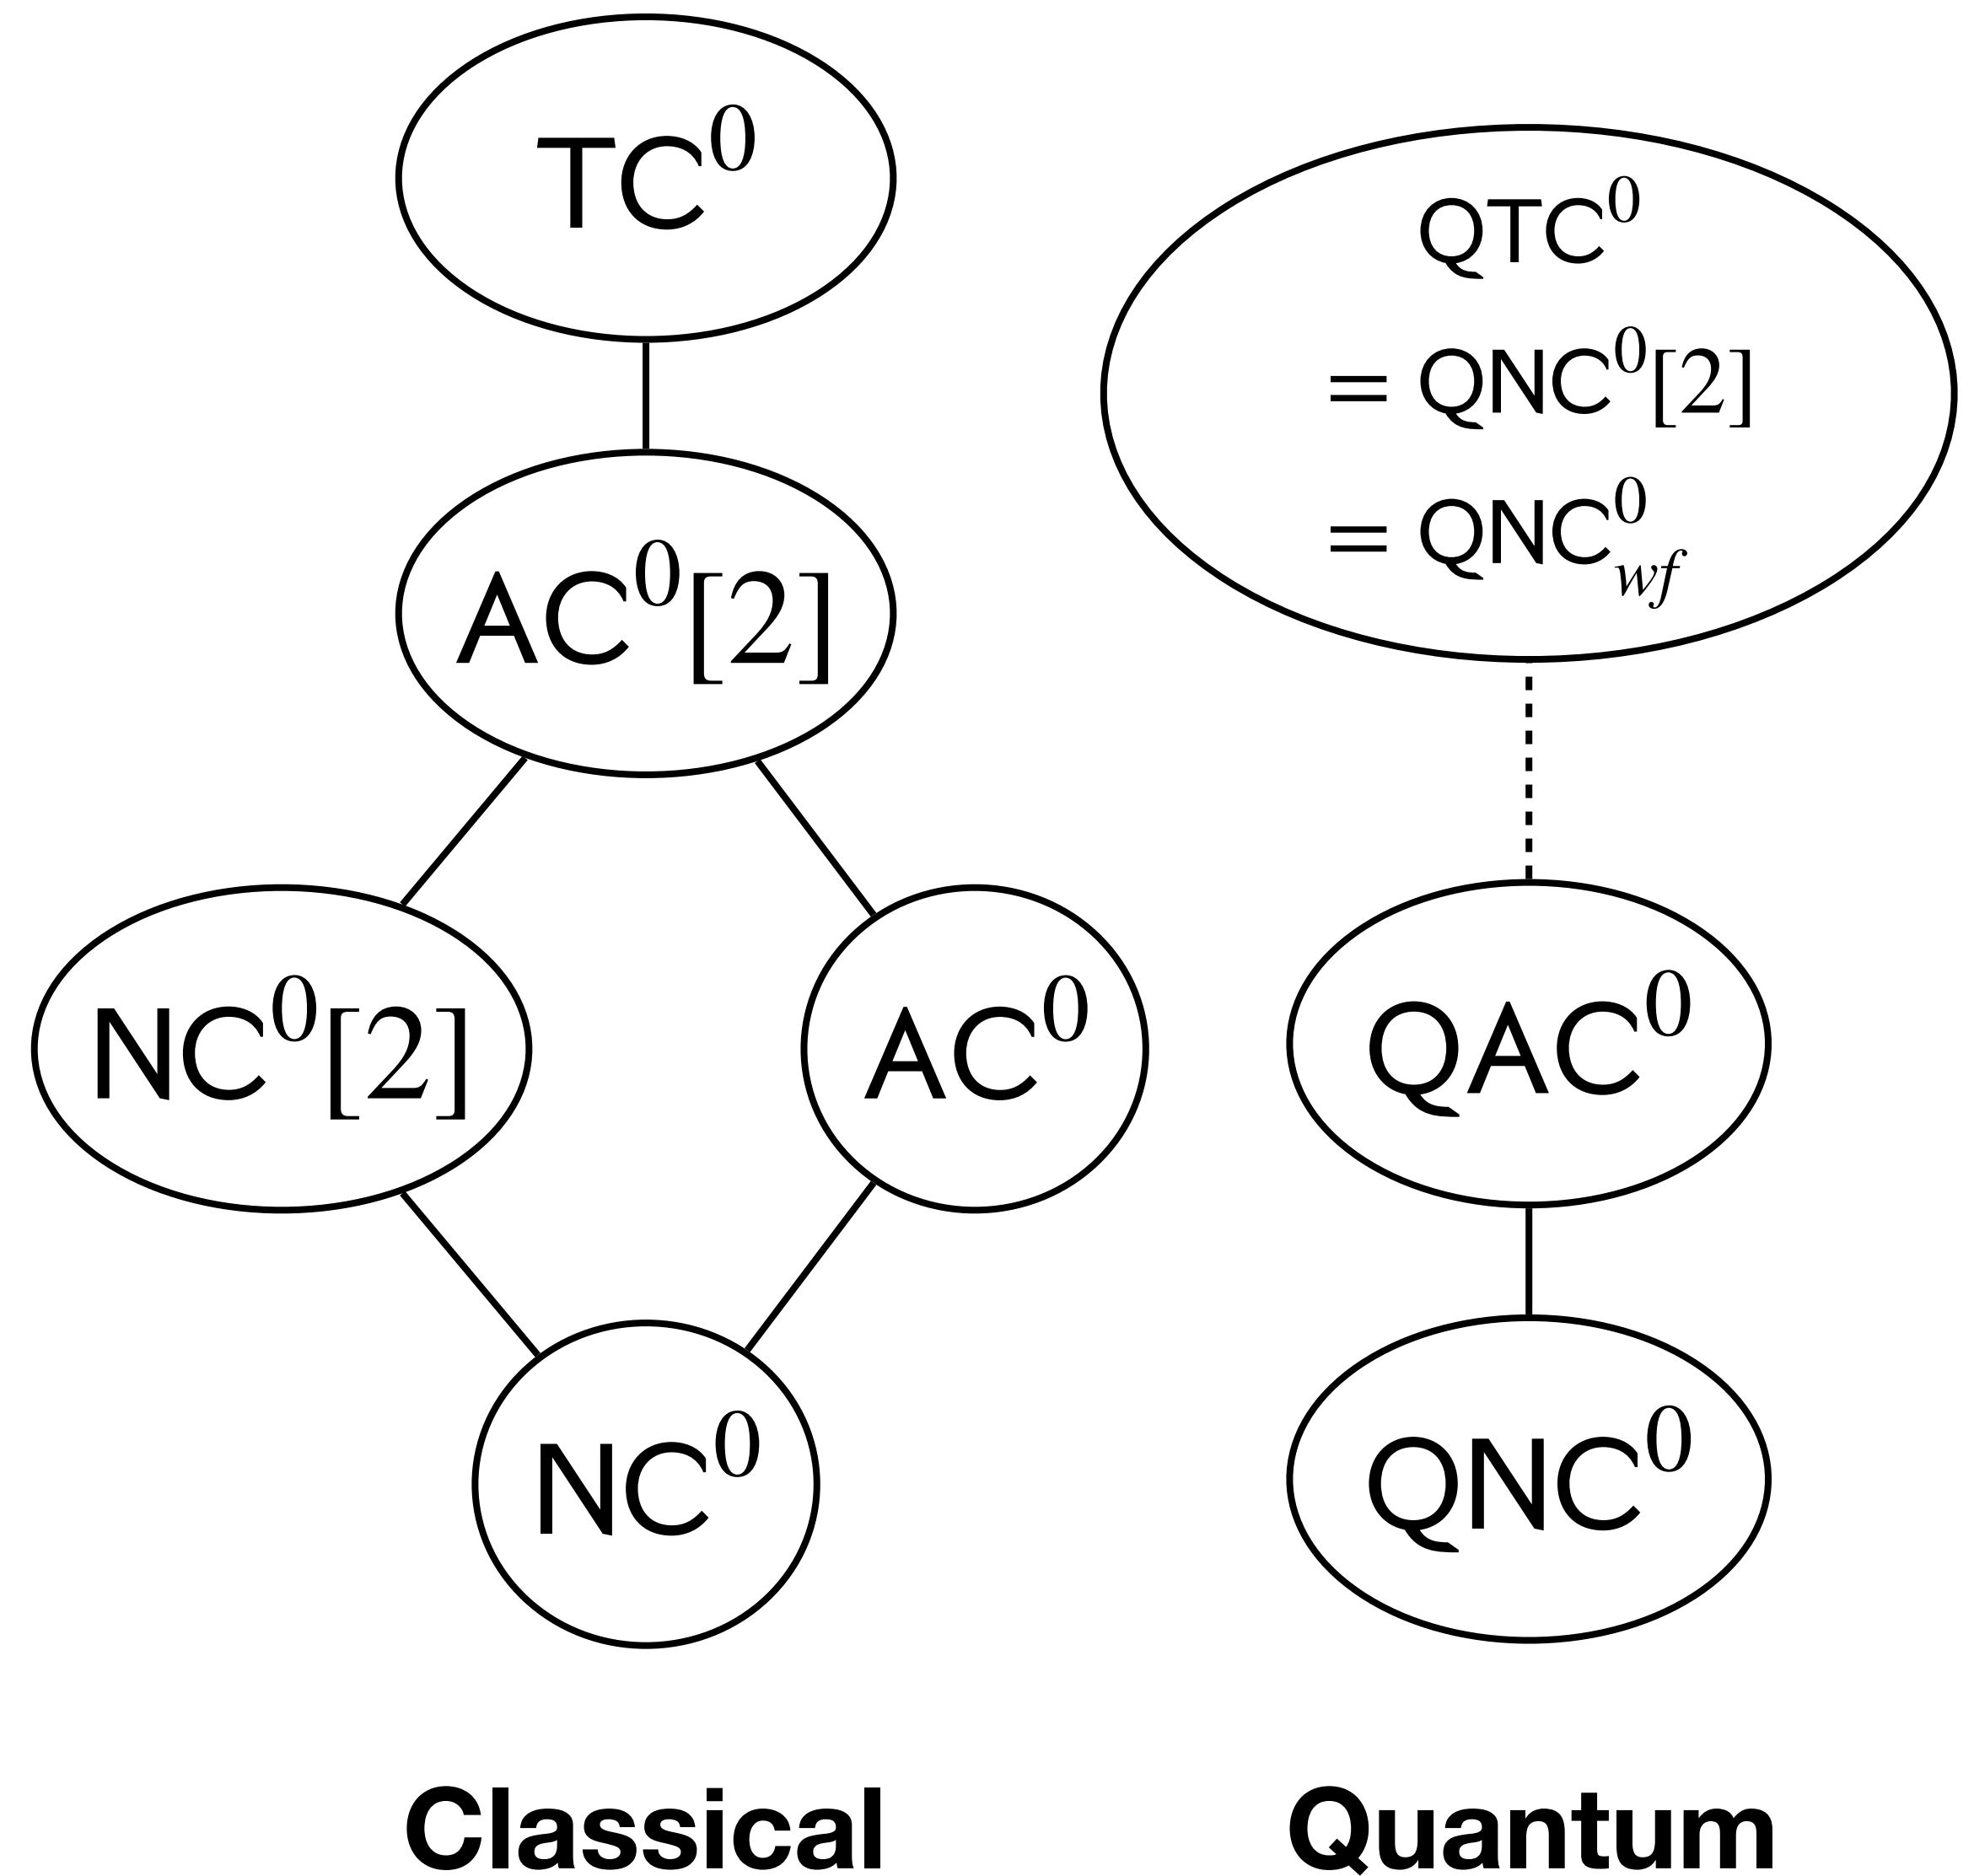 TC⁰
AC⁰[2]
NC⁰[2]
AC⁰
NC⁰
Classical
QTC⁰
= QNC⁰[2]
= QNC⁰wf
QAC⁰
QNC⁰
Quantum